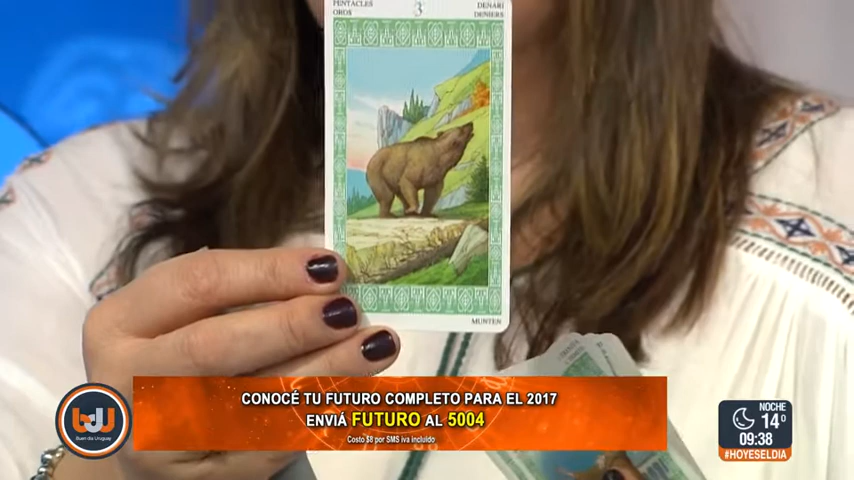 PENTACLES
OROS
3
DENARI
DENIERS
MUNTEN
CONOCÉ TU FUTURO COMPLETO PARA EL 2017
ENVIÁ FUTURO AL 5004
Costo $8 por SMS iva incluido
Buen día Uruguay
NOCHE
14°
09:38
#HOYESELDIA